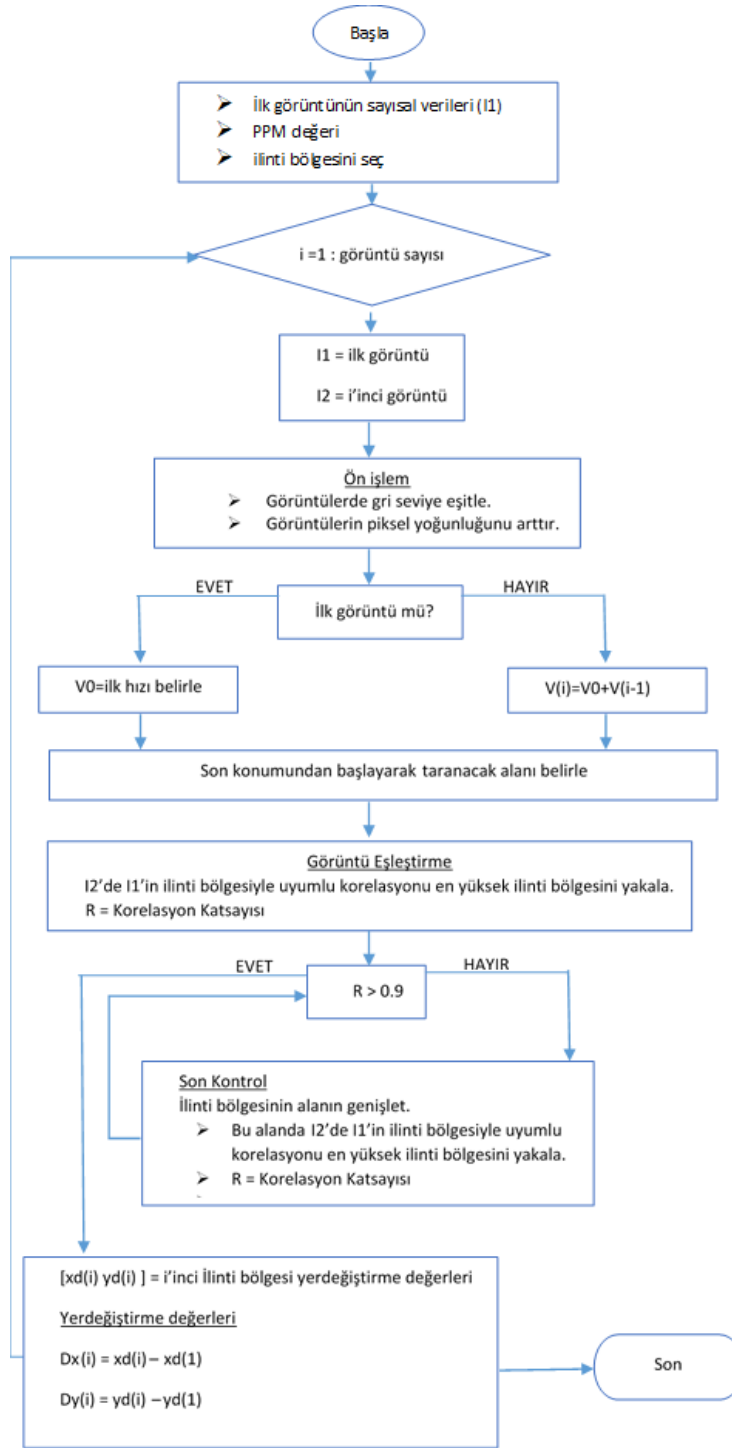 Başla
➢ İlk görüntünün sayısal verileri (I1)
➢ PPM değeri
➢ ilinti bölgesini seç
i =1 : görüntü sayısı
I1 = ilk görüntü
I2 = i'inci görüntü
Ön işlem
➢ Görüntülerde gri seviye eşitle.
➢ Görüntülerin piksel yoğunluğunu arttır.
EVET
İlk görüntü mü?
HAYIR
V0=ilk hızı belirle
V(i)=V0+V(i-1)
Son konumundan başlayarak taranacak alanı belirle
Görüntü Eşleştirme
I2'de I1'in ilinti bölgesiyle uyumlu korelasyonu en yüksek ilinti bölgesini yakala.
R = Korelasyon Katsayısı
EVET
R > 0.9
HAYIR
Son Kontrol
İlinti bölgesinin alanın genişlet.
➢ Bu alanda I2'de I1'in ilinti bölgesiyle uyumlu
korelasyonu en yüksek ilinti bölgesini yakala.
➢ R = Korelasyon Katsayısı
[xd(i) yd(i) ] = i'inci İlinti bölgesi yerdeğiştirme değerleri
Yerdeğiştirme değerleri
Dx(i) = xd(i) – xd(1)
Dy(i) = yd(i) –yd(1)
Son